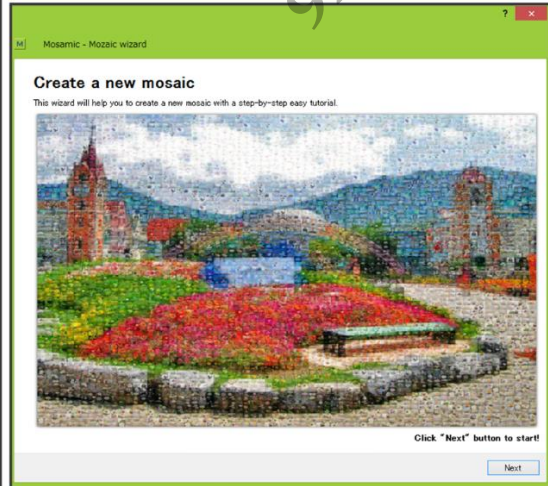 ?
M Mosamic - Mozaic wizard
Create a new mosaic
This wizard will help you to create a new mosaic with a step-by-step easy tutorial.
Click "Next" button to start!
Next